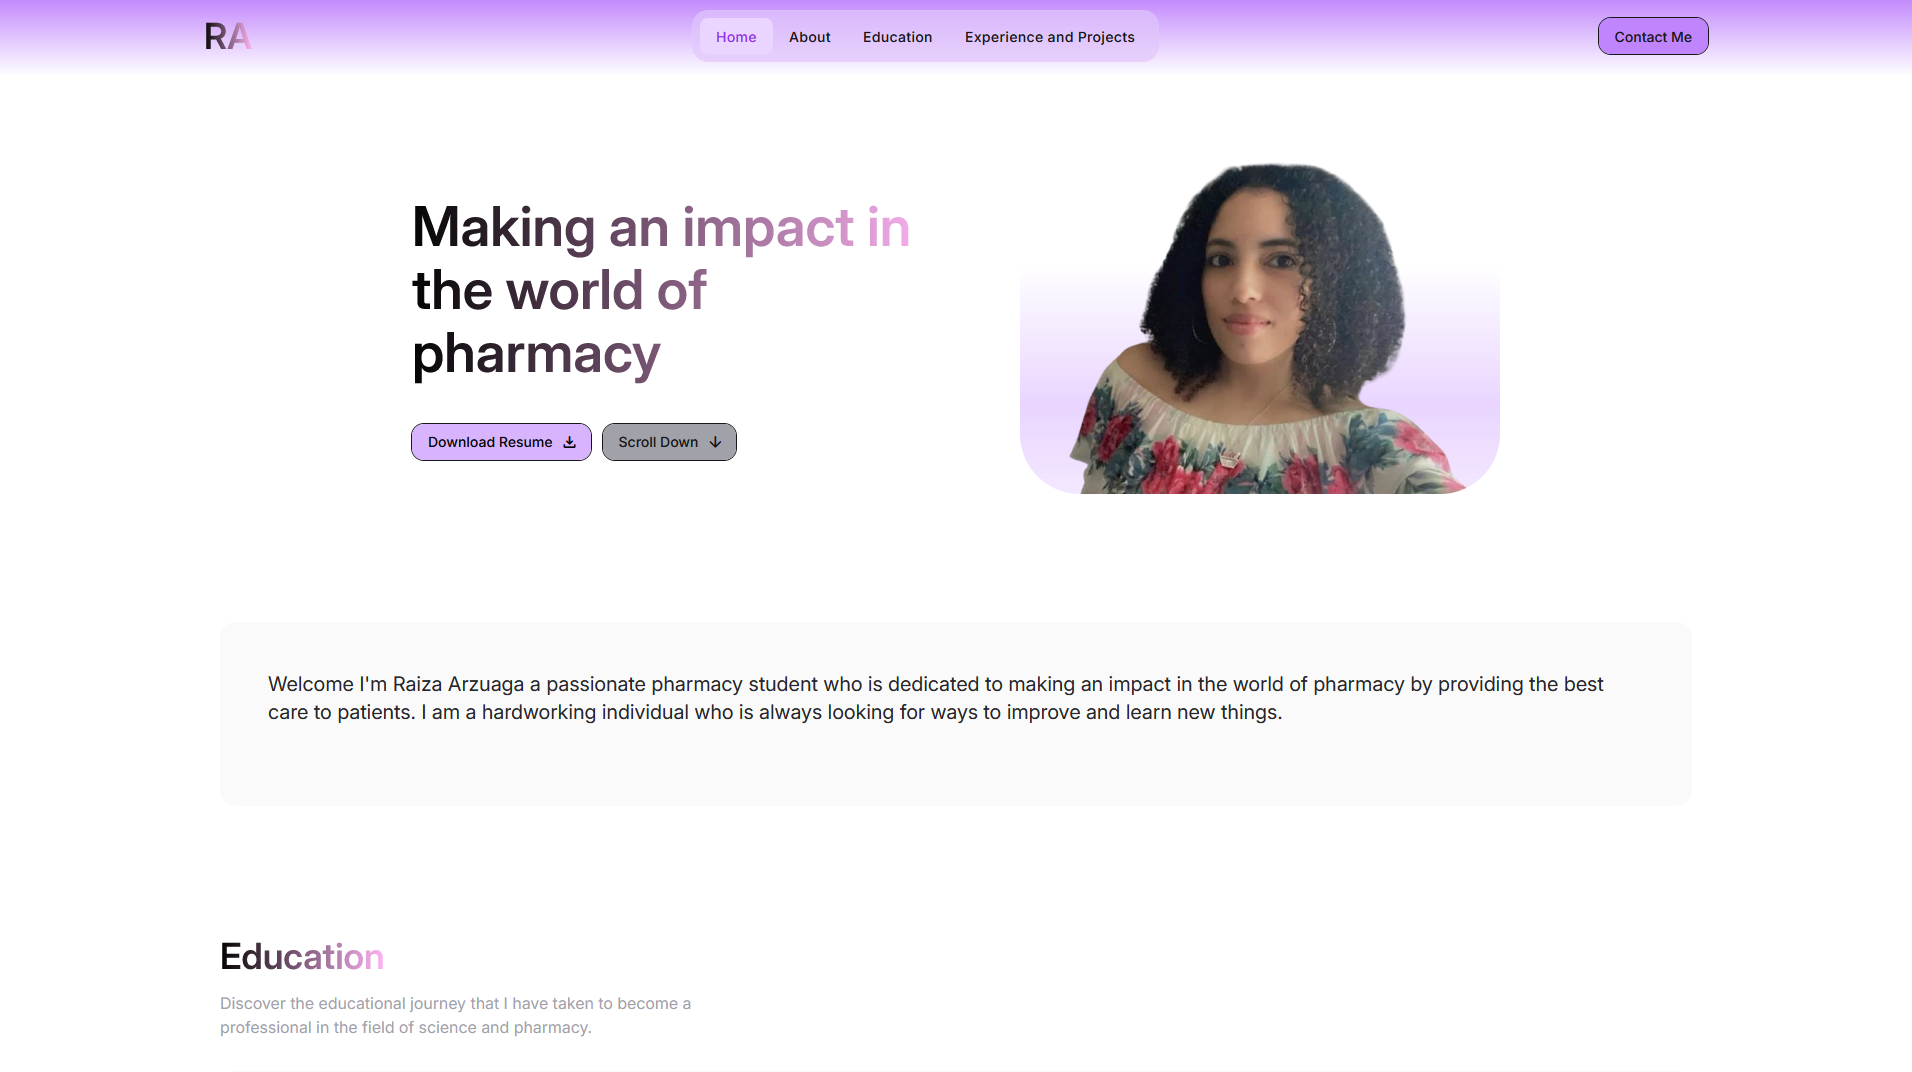 RA
Home
About
Education
Experience and Projects
Contact Me
Making an impact in
the world of
pharmacy
Download Resume
Scroll Down
Welcome I'm Raiza Arzuaga a passionate pharmacy student who is dedicated to making an impact in the world of pharmacy by providing the best
care to patients. I am a hardworking individual who is always looking for ways to improve and learn new things.
Education
Discover the educational journey that I have taken to become a
professional in the field of science and pharmacy.